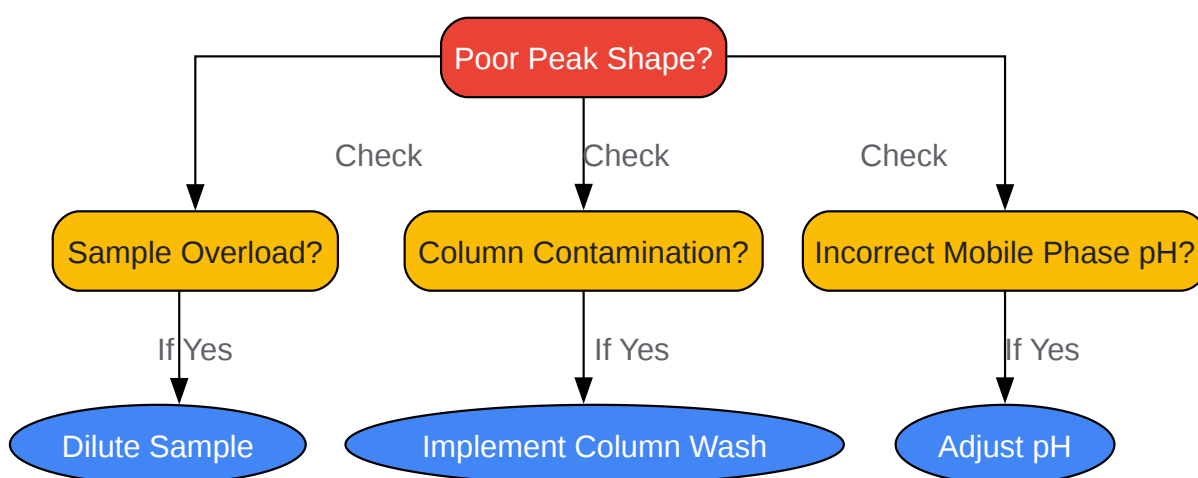 Poor Peak Shape?
Check
Check
Check
Sample Overload?
Column Contamination?
Incorrect Mobile Phase pH?
If Yes
If Yes
If Yes
Dilute Sample
Implement Column Wash
Adjust pH